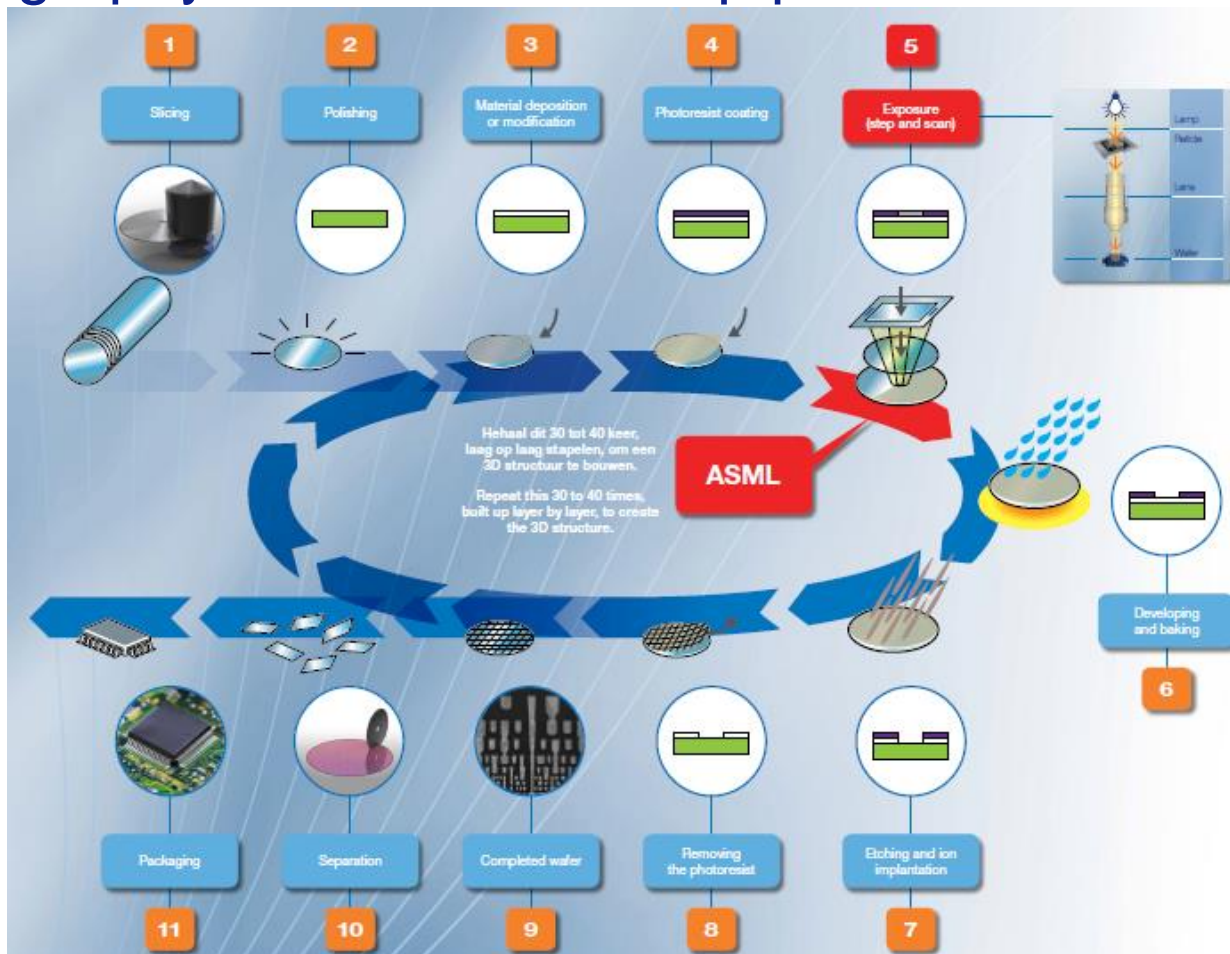 1
2
3
4
5
Slicing
Polishing
Material deposition
or modification
Photoresist coating
Exposure
(step and scan)
Lamp
Reticle
Lens
Wafer
Hehaal dit 30 tot 40 keer,
laag op laag stapelen, om een
3D structuur te bouwen.
Repeat this 30 to 40 times,
built up layer by layer, to create
the 3D structure.
ASML
Developing
and baking
6
Packaging
Separation
Completed wafer
Removing
the photoresist
Etching and ion
implantation
11
10
9
8
7